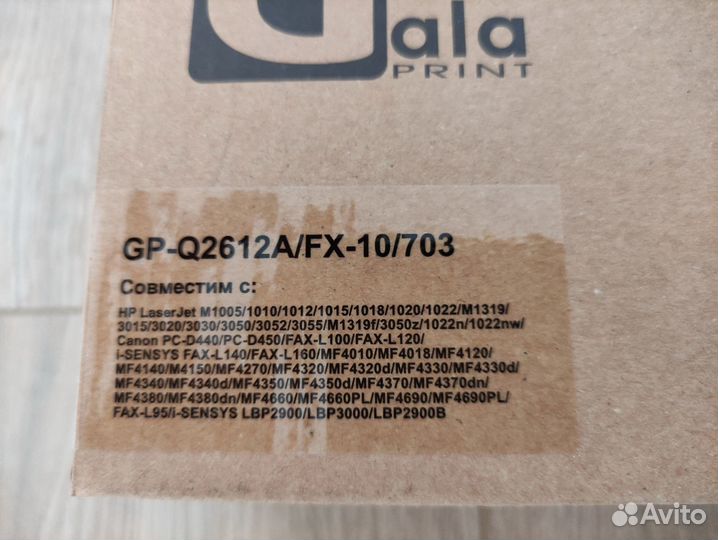 Gala
PRINT
GP-Q2612A/FX-10/703
Совместим с:
HP LaserJet M1005/1010/1012/1015/1018/1020/1022/M1319/
3015/3020/3030/3050/3052/3055/M1319f/3050z/1022n/1022nw/
Canon PC-D440/PC-D450/FAX-L100/FAX-L120/
i-SENSYS FAX-L140/FAX-L160/MF4010/MF4018/MF4120/
MF4140/M4150/MF4270/MF4320/MF4320d/MF4330/MF4330d/
MF4340/MF4340d/MF4350/MF4350d/MF4370/MF4370dn/
MF4380/MF4380dn/MF4660/MF4660PL/MF4690/MF4690PL/
FAX-L95/i-SENSYS LBP2900/LBP3000/LBP2900B
Avito